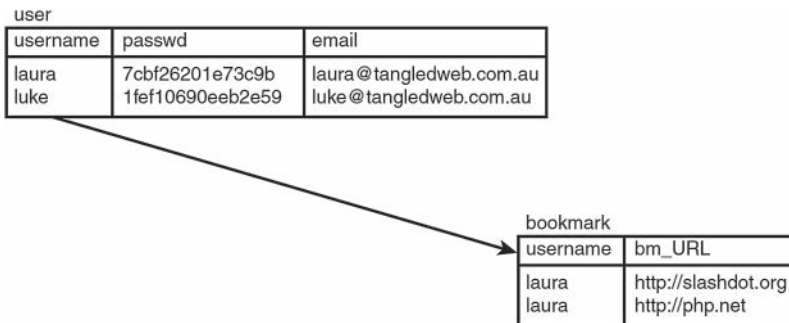 user
username passwd email
laura 7cbf26201e73c9b laura@tangledweb.com.au
luke 1fef10690eeb2e59 luke@tangledweb.com.au
bookmark
username bm_URL
laura http://slashdot.org
laura http://php.net